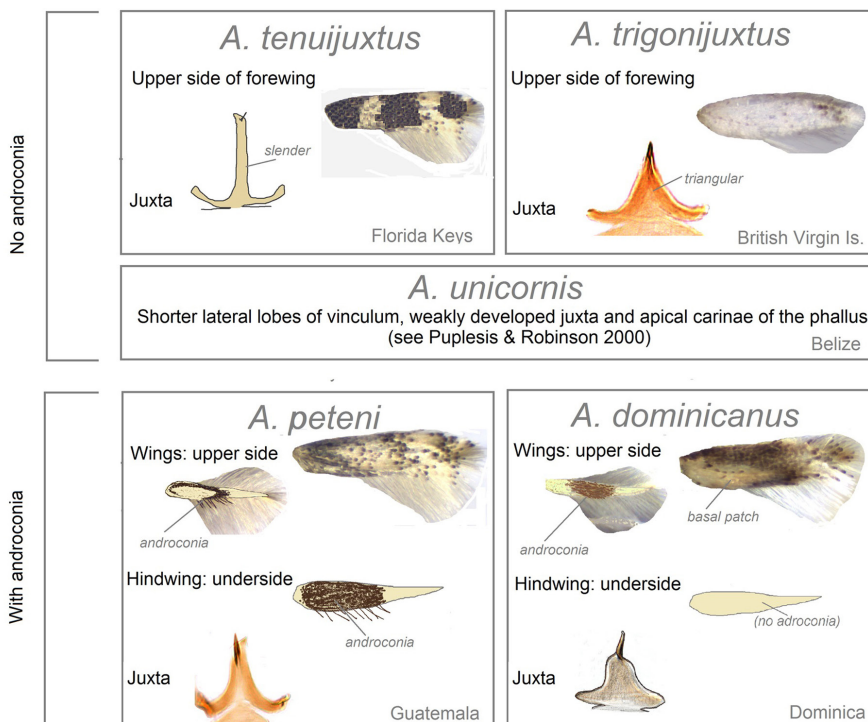 No androconia
A. tenuijuxtus
Upper side of forewing
slender
Juxta
Florida Keys
A. trigonijuxtus
Upper side of forewing
triangular
Juxta
British Virgin Is.
A. unicornis
Shorter lateral lobes of vinculum, weakly developed juxta and apical carinae of the phallus
(see Puplesis & Robinson 2000)
Belize
With androconia
A. peteni
Wings: upper side
androconia
Hindwing: underside
androconia
Juxta
Guatemala
A. dominicanus
Wings: upper side
basal patch
androconia
Hindwing: underside
(no adroconia)
Juxta
Dominica